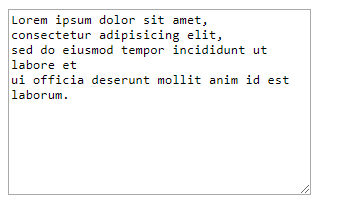 Lorem ipsum dolor sit amet,
consectetur adipisicing elit,
sed do eiusmod tempor incididunt ut
labore et
ui officia deserunt mollit anim id est
laborum.